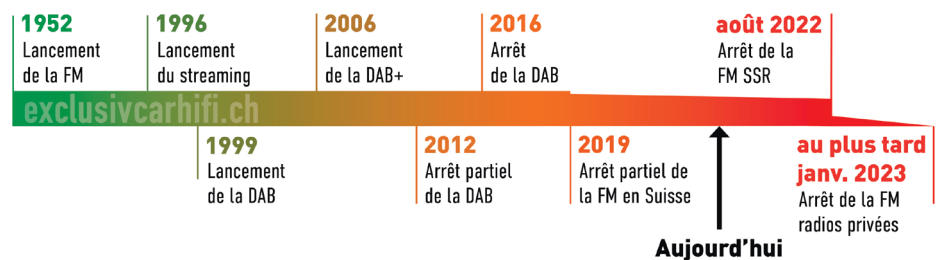 1952
Lancement
de la FM
1996
Lancement
du streaming
2006
Lancement
de la DAB+
2016
Arrêt
de la DAB
août 2022
Arrêt de la
FM SSR
exclusivcarhifi.ch
1999
Lancement
de la DAB
2012
Arrêt partiel
de la DAB
2019
Arrêt partiel de
la FM en Suisse
au plus tard
janv. 2023
Arrêt de la FM
radios privées
Aujourd'hui